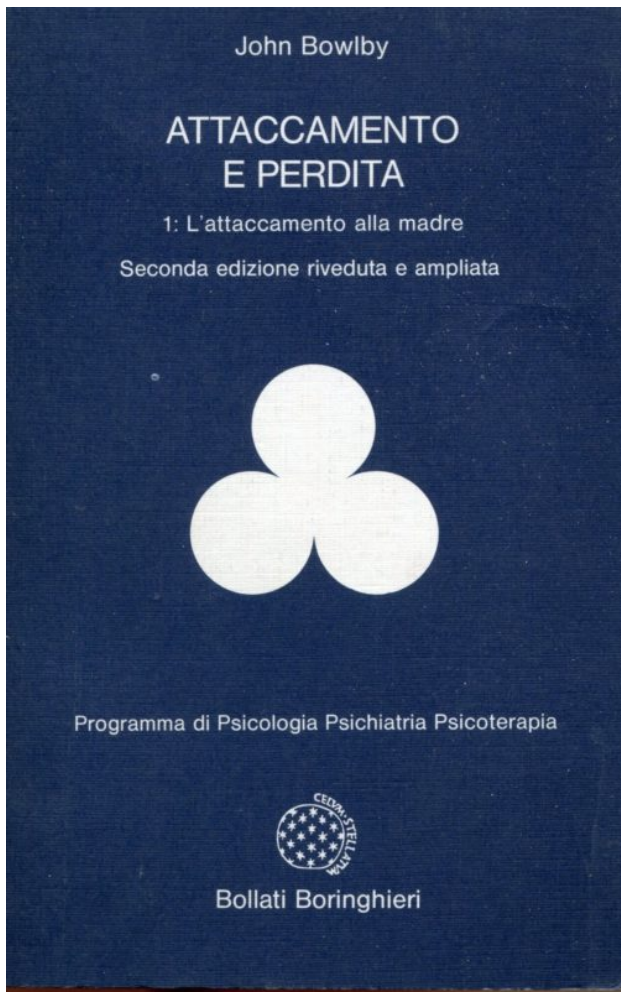 John Bowlby
ATTACCAMENTO
E PERDITA
1: L'attaccamento alla madre
Seconda edizione riveduta e ampliata
Programma di Psicologia Psichiatria Psicoterapia
CELVM·STELLATVM
Bollati Boringhieri